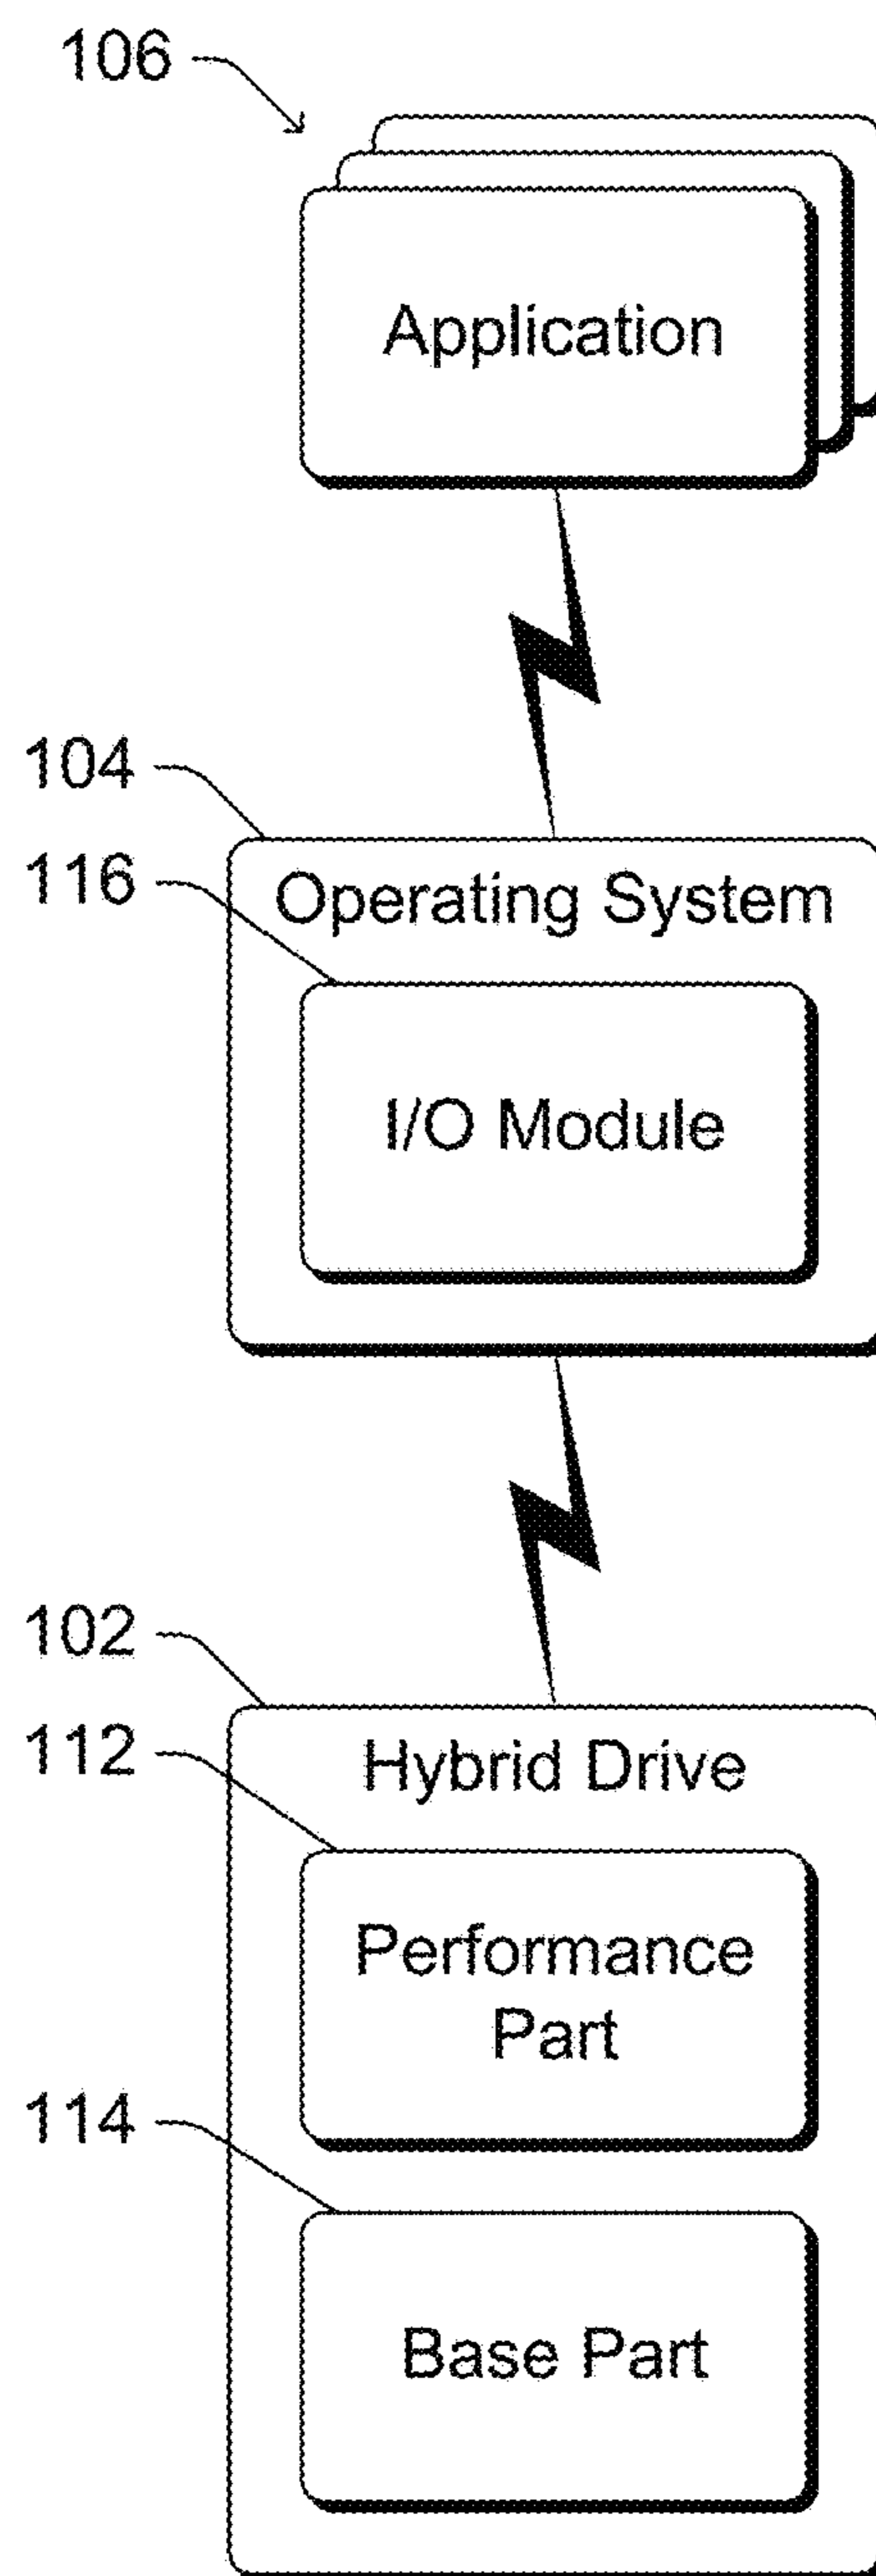 106
Application
104
116
Operating System
I/O Module
102
112
Hybrid Drive
Performance
Part
114
Base Part